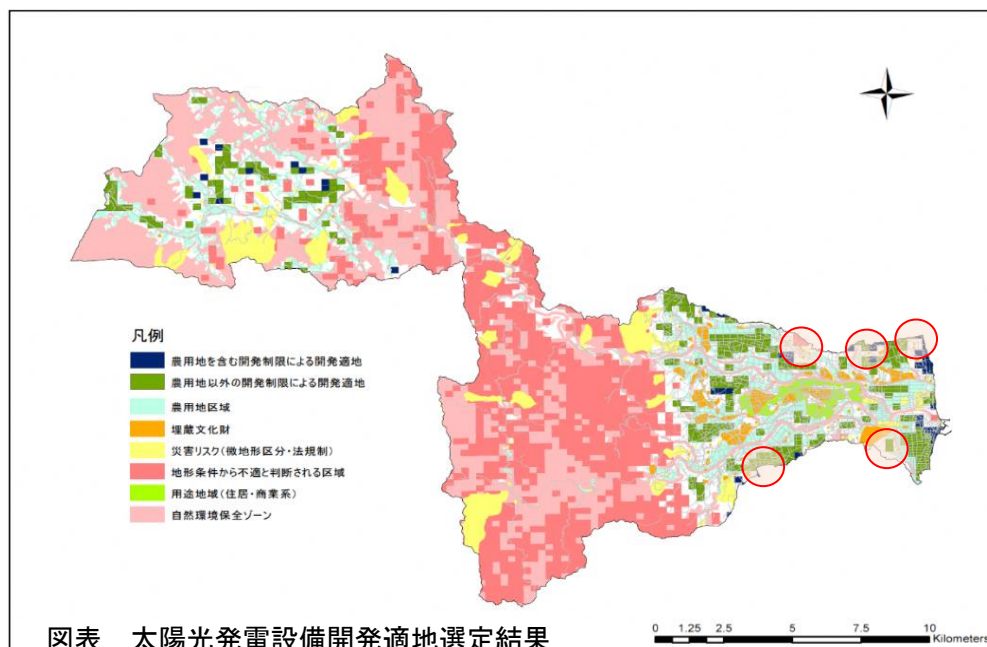 凡例
農用地を含む開発制限による開発適地
農用地以外の開発制限による開発適地
農用地区域
埋蔵文化財
災害リスク(微地形区分・法規制)
地形条件から不適と判断される区域
用途地域(住居・商業系)
自然環境保全ゾーン
図表 太陽光発電設備開発適地選定結果
0 1.25 2.5 5 7.5 10
Kilometers